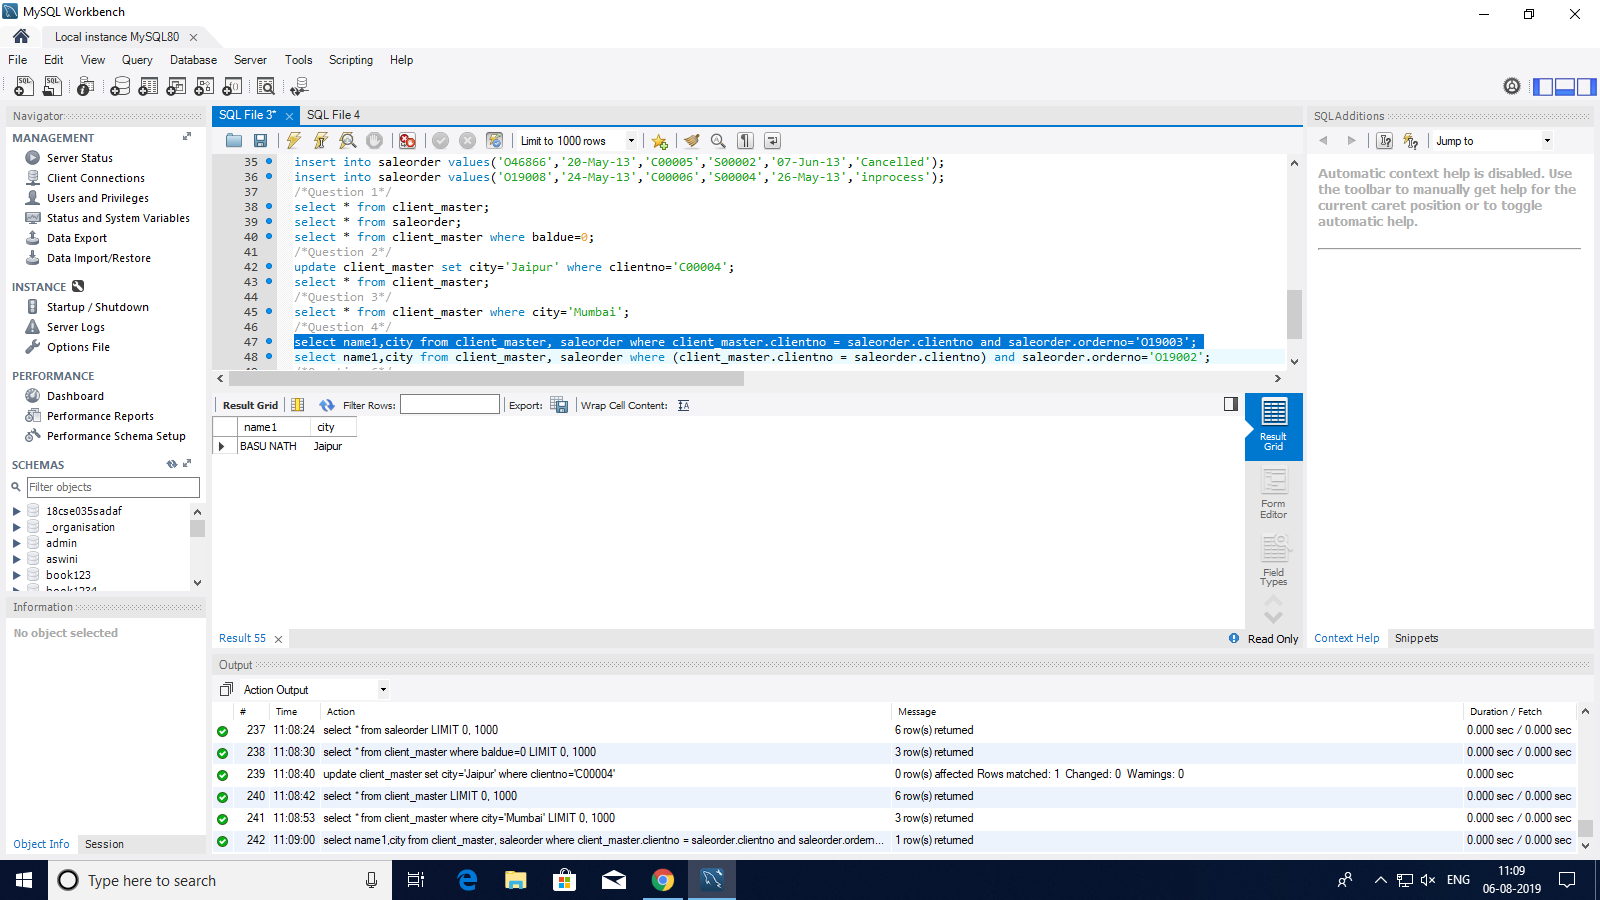 MySQL Workbench
Local instance MySQL80
File Edit View Query Database Server Tools Scripting Help
Navigator
MANAGEMENT
Server Status
Client Connections
Users and Privileges
Status and System Variables
Data Export
Data Import/Restore
INSTANCE
Startup / Shutdown
Server Logs
Options File
PERFORMANCE
Dashboard
Performance Reports
Performance Schema Setup
SCHEMAS
Filter objects
18cse035sadaf
_organisation
admin
aswini
book123
book1234
Information
No object selected
Object Info Session
SQL File 3* SQL File 4
Limit to 1000 rows
35 insert into saleorder values('O46866','20-May-13','C00005','S00002','07-Jun-13','Cancelled');
36 insert into saleorder values('O19008','24-May-13','C00006','S00004','26-May-13','inprocess');
37 /*Question 1*/
38 select * from client_master;
39 select * from saleorder;
40 select * from client_master where baldue=0;
41 /*Question 2*/
42 update client_master set city='Jaipur' where clientno='C00004';
43 select * from client_master;
44 /*Question 3*/
45 select * from client_master where city='Mumbai';
46 /*Question 4*/
47 select name1,city from client_master, saleorder where client_master.clientno = saleorder.clientno and saleorder.orderno='O19003';
48 select name1,city from client_master, saleorder where (client_master.clientno = saleorder.clientno) and saleorder.orderno='O19002';
Result Grid Filter Rows: Export: Wrap Cell Content:
name1 city
BASU NATH Jaipur
Result Grid
Form Editor
Field Types
Result 55
Read Only
SQLAdditions
Jump to
Automatic context help is disabled. Use
the toolbar to manually get help for the
current caret position or to toggle
automatic help.
Context Help Snippets
Output
Action Output
# Time Action Message Duration / Fetch
237 11:08:24 select * from saleorder LIMIT 0, 1000 6 row(s) returned 0.000 sec / 0.000 sec
238 11:08:30 select * from client_master where baldue=0 LIMIT 0, 1000 3 row(s) returned 0.000 sec / 0.000 sec
239 11:08:40 update client_master set city='Jaipur' where clientno='C00004' 0 row(s) affected Rows matched: 1 Changed: 0 Warnings: 0 0.000 sec
240 11:08:42 select * from client_master LIMIT 0, 1000 6 row(s) returned 0.000 sec / 0.000 sec
241 11:08:53 select * from client_master where city='Mumbai' LIMIT 0, 1000 3 row(s) returned 0.000 sec / 0.000 sec
242 11:09:00 select name1,city from client_master, saleorder where client_master.clientno = saleorder.clientno and saleorder.ordern... 1 row(s) returned 0.000 sec / 0.000 sec
Type here to search
ENG
11:09
06-08-2019